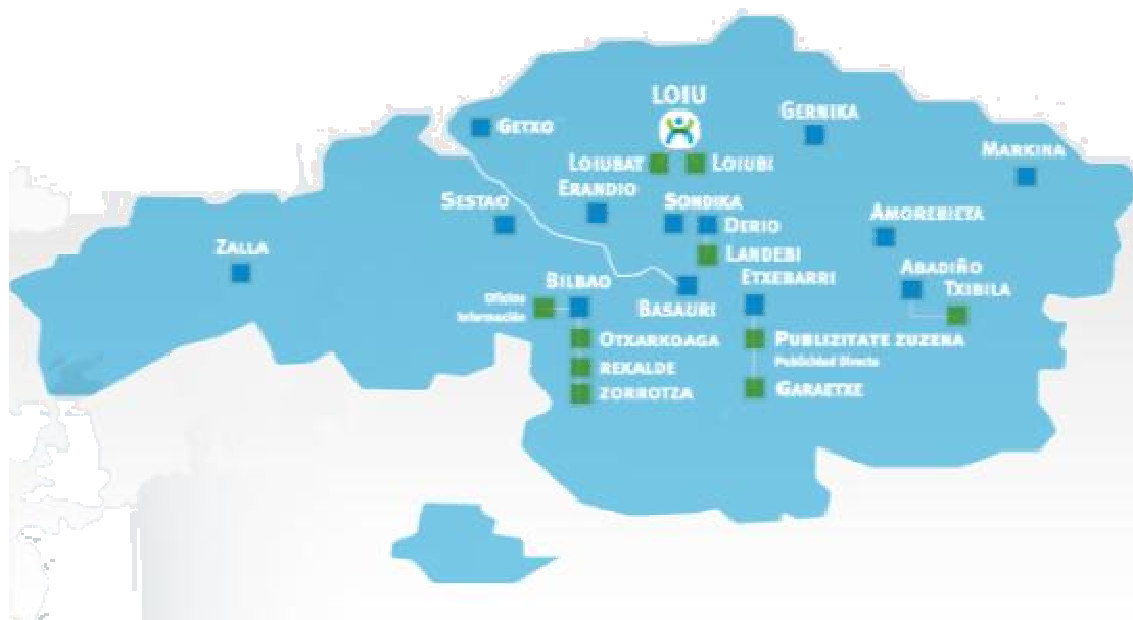 LOIU
GERNIKA
GETXO
MARKINA
LOIUBAT
LOIUBI
ERANDIO
SESTAO
SONDIKA
AMOREBIETA
DERIO
ZALLA
LANDEBI
ABADIÑO
ETXEBARRI
BILBAO
TXIBILA
Oficina
Información
BASAURI
OTXARKOAGA
PUBLIZITATE ZUZENA
Publicidad Directa
REKALDE
GARAETXE
ZORROTZA